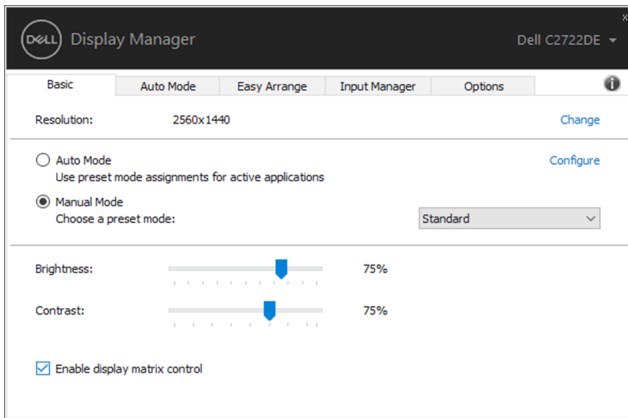 x
DELL Display Manager Dell C2722DE
Basic Auto Mode Easy Arrange Input Manager Options i
Resolution: 2560x1440 Change
Auto Mode Configure
Use preset mode assignments for active applications
Manual Mode
Choose a preset mode: Standard
Brightness: 75%
Contrast: 75%
Enable display matrix control